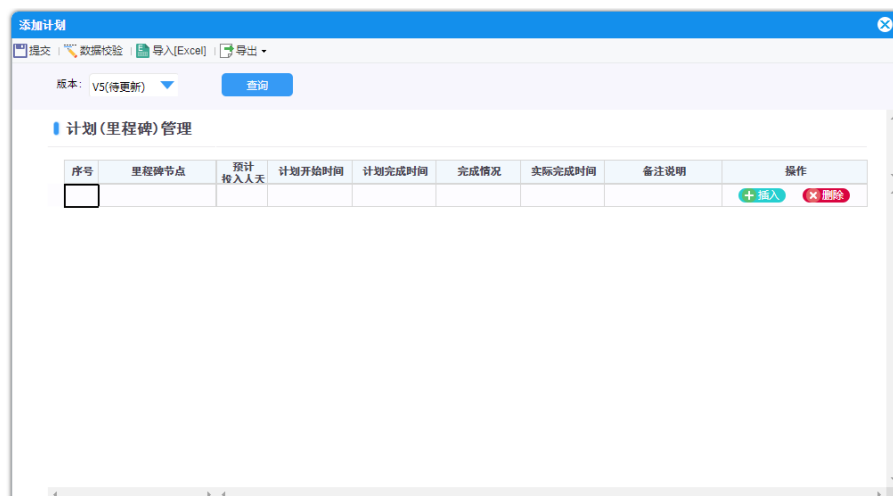 添加计划
提交 数据校验 导入[Excel] 导出
版本: V5(待更新) 查询
计划(里程碑)管理
序号 里程碑节点 预计投入人天 计划开始时间 计划完成时间 完成情况 实际完成时间 备注说明 操作
插入 删除